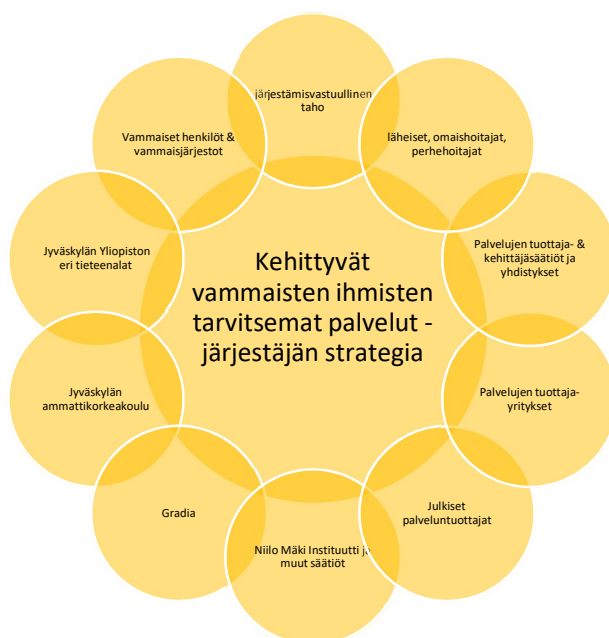 järjestämisvastuullinen
taho
läheiset, omaishoitajat,
perhehoitajat
Palvelujen tuottaja- &
kehittäjäsäätiöt ja
yhdistykset
Palvelujen tuottaja-
yritykset
Julkiset
palveluntuottajat
Niilo Mäki Instituutti ja
muut säätiöt
Gradia
Jyväskylän
ammattikorkeakoulu
Jyväskylän Yliopiston
eri tieteenalat
Vammaiset henkilöt &
vammaisjärjestot
Kehittyvät
vammaisten ihmisten
tarvitsemat palvelut -
järjestäjän strategia